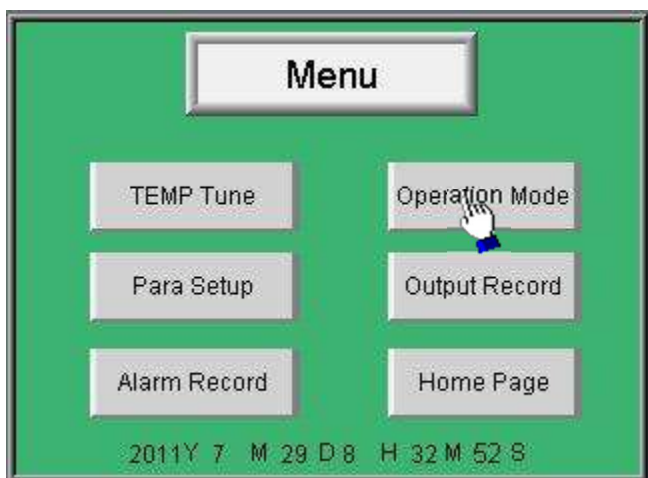 Menu
TEMP Tune
Operation Mode
Para Setup
Output Record
Alarm Record
Home Page
2011Y 7 M 29 D 8 H 32 M 52 S